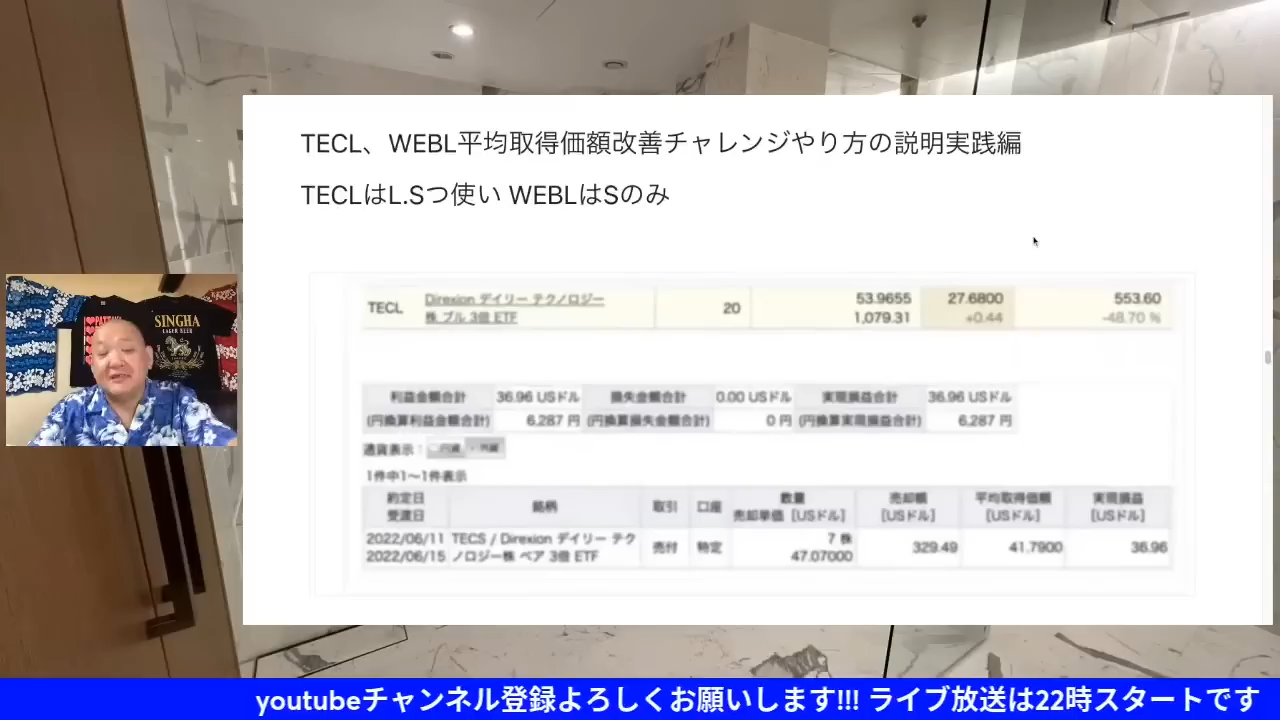 TECL、WEBL平均取得価額改善チャレンジやり方の説明実践編
TECLはL.Sつ使い WEBLはSのみ
TECL Direxion デイリー テクノロジー 株 ブル 3倍 ETF 20 53.9655 27.6800 553.60
1,079.31 +0.44 -48.70 %
利益金額合計 36.96 USドル 損失金額合計 0.00 USドル 実現損益合計 36.96 USドル
(円換算利益金額合計) 6,287 円 (円換算損失金額合計) 0 円 (円換算実現損益合計) 6,287 円
通貨表示：
1件中1〜1件表示
約定日 受渡日 銘柄 取引 口座 数量 売却単価 [USドル] 売却額 [USドル] 平均取得価額 [USドル] 実現損益 [USドル]
2022/06/11 TECS / Direxion デイリー テク 売付 特定 7 株 329.49 41.7900 36.96
2022/06/15 ノロジー株 ベア 3倍 ETF 47.07000
SINGHA
LAGER BEER
youtubeチャンネル登録よろしくお願いします!!! ライブ放送は22時スタートです